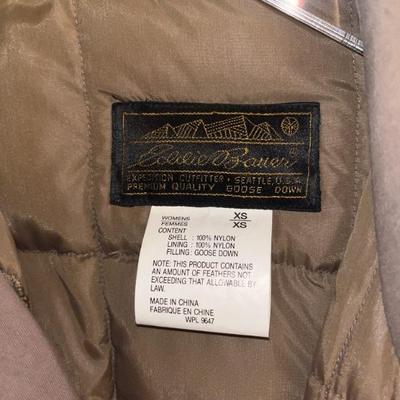 Eddie Bauer ®
EXPEDITION OUTFITTER · SEATTLE, U.S.A.
PREMIUM QUALITY GOOSE DOWN
WOMENS XS
FEMMES XS
CONTENT
SHELL : 100% NYLON
LINING : 100% NYLON
FILLING: GOOSE DOWN
NOTE: THIS PRODUCT CONTAINS
AN AMOUNT OF FEATHERS NOT
EXCEEDING THAT ALLOWED BY
LAW.
MADE IN CHINA
FABRIQUE EN CHINE
WPL 9647